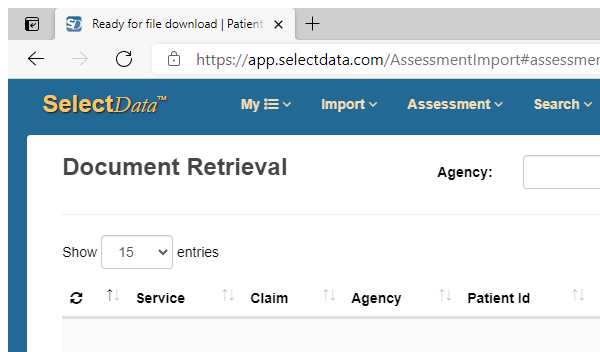 Ready for file download | Patient
https://app.selectdata.com/AssessmentImport#assessmen
SelectData™ My Import Assessment Search
Document Retrieval Agency:
Show 15 entries
Service Claim Agency Patient Id